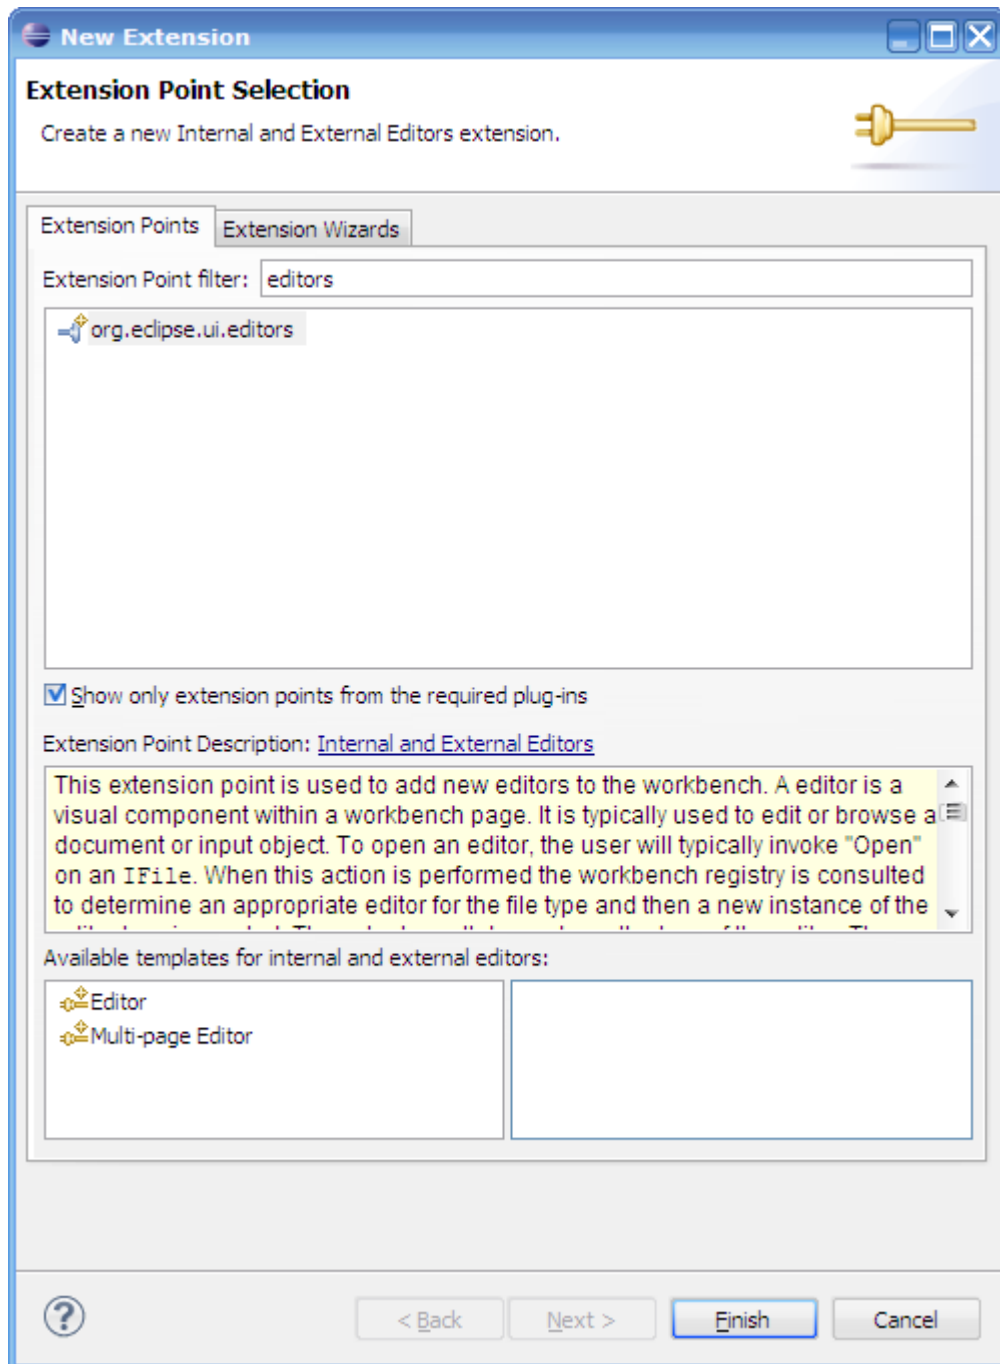 New Extension
Extension Point Selection
Create a new Internal and External Editors extension.
Extension Points
Extension Wizards
Extension Point filter: editors
org.eclipse.ui.editors
Show only extension points from the required plug-ins
Extension Point Description: Internal and External Editors
This extension point is used to add new editors to the workbench. A editor is a
visual component within a workbench page. It is typically used to edit or browse a
document or input object. To open an editor, the user will typically invoke "Open"
on an IFile. When this action is performed the workbench registry is consulted
to determine an appropriate editor for the file type and then a new instance of the
Available templates for internal and external editors:
Editor
Multi-page Editor
? < Back Next > Finish Cancel